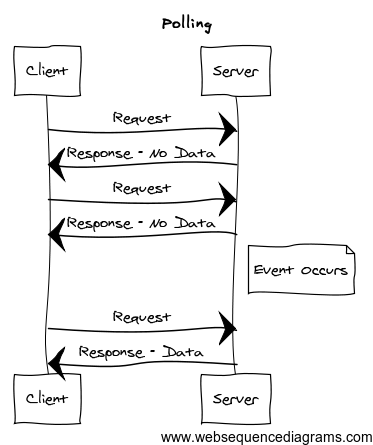 Polling
Client
Server
Request
Response - No Data
Request
Response - No Data
Event Occurs
Request
Response - Data
Client
Server
www.websequencediagrams.com